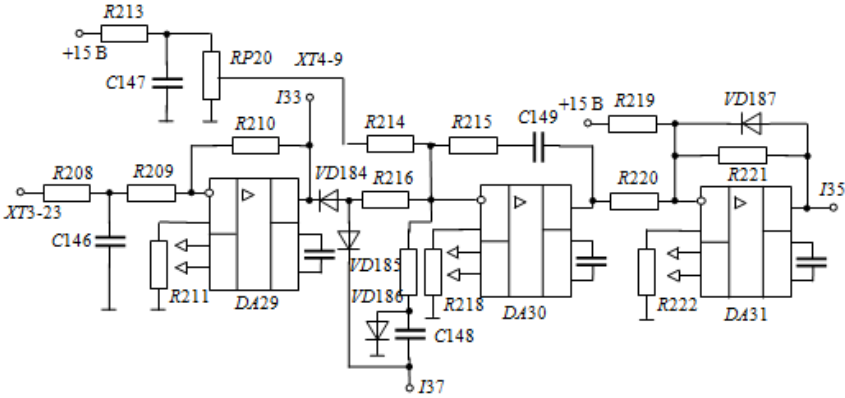 R213
+15 В
RP20
XT4-9
C147
I33
R210
R214
R215
C149
+15 В
R219
VD187
R208
R209
VD184
R216
R220
R221
I35
XT3-23
C146
R211
DA29
VD185
VD186
R218
DA30
R222
DA31
C148
I37